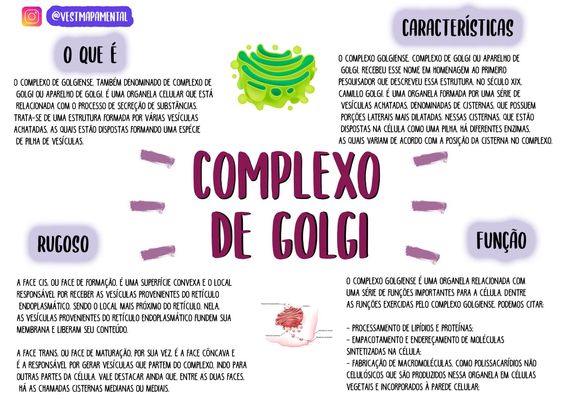 @VESTMAPAMENTAL
O QUE É
O COMPLEXO DE GOLGIENSE, TAMBÉM DENOMINADO DE COMPLEXO DE
GOLGI OU APARELHO DE GOLGI, É UMA ORGANELA CELULAR QUE ESTÁ
RELACIONADA COM O PROCESSO DE SECREÇÃO DE SUBSTÂNCIAS.
TRATA-SE DE UMA ESTRUTURA FORMADA POR VÁRIAS VESÍCULAS
ACHATADAS, AS QUAIS ESTÃO DISPOSTAS FORMANDO UMA ESPÉCIE
DE PILHA DE VESÍCULAS.
CARACTERÍSTICAS
O COMPLEXO GOLGIENSE, COMPLEXO DE GOLGI OU APARELHO DE
GOLGI, RECEBEU ESSE NOME EM HOMENAGEM AO PRIMEIRO
PESQUISADOR QUE DESCREVEU ESSA ESTRUTURA, NO SÉCULO XIX,
CAMILLO GOLGI. É UMA ORGANELA FORMADA POR UMA SÉRIE DE
VESÍCULAS ACHATADAS, DENOMINADAS DE CISTERNAS, QUE POSSUEM
PORÇÕES LATERAIS MAIS DILATADAS. NESSAS CISTERNAS, QUE ESTÃO
DISPOSTAS NA CÉLULA COMO UMA PILHA, HÁ DIFERENTES ENZIMAS,
AS QUAIS VARIAM DE ACORDO COM A POSIÇÃO DA CISTERNA NO COMPLEXO.
COMPLEXO
DE GOLGI
RUGOSO
A FACE CIS, OU FACE DE FORMAÇÃO, É UMA SUPERFÍCIE CONVEXA E O LOCAL
RESPONSÁVEL POR RECEBER AS VESÍCULAS PROVENIENTES DO RETÍCULO
ENDOPLASMÁTICO, SENDO O LOCAL MAIS PRÓXIMO DO RETÍCULO. NELA,
AS VESÍCULAS PROVENIENTES DO RETÍCULO ENDOPLASMÁTICO FUNDEM SUA
MEMBRANA E LIBERAM SEU CONTEÚDO.
A FACE TRANS, OU FACE DE MATURAÇÃO, POR SUA VEZ, É A FACE CÔNCAVA E
É A RESPONSÁVEL POR GERAR VESÍCULAS QUE PARTEM DO COMPLEXO, INDO PARA
OUTRAS PARTES DA CÉLULA. VALE DESTACAR AINDA QUE, ENTRE AS DUAS FACES,
HÁ AS CHAMADAS CISTERNAS MEDIANAS OU MEDIAIS.
FUNÇÃO
O COMPLEXO GOLGIENSE É UMA ORGANELA RELACIONADA COM
UMA SÉRIE DE FUNÇÕES IMPORTANTES PARA A CÉLULA. DENTRE
AS FUNÇÕES EXERCIDAS PELO COMPLEXO GOLGIENSE, PODEMOS CITAR:
- PROCESSAMENTO DE LIPÍDIOS E PROTEÍNAS;
- EMPACOTAMENTO E ENDEREÇAMENTO DE MOLÉCULAS
SINTETIZADAS NA CÉLULA;
- FABRICAÇÃO DE MACROMOLÉCULAS, COMO POLISSACARÍDIOS NÃO
CELULÓSICOS QUE SÃO PRODUZIDOS NESSA ORGANELA EM CÉLULAS
VEGETAIS E INCORPORADOS À PAREDE CELULAR;